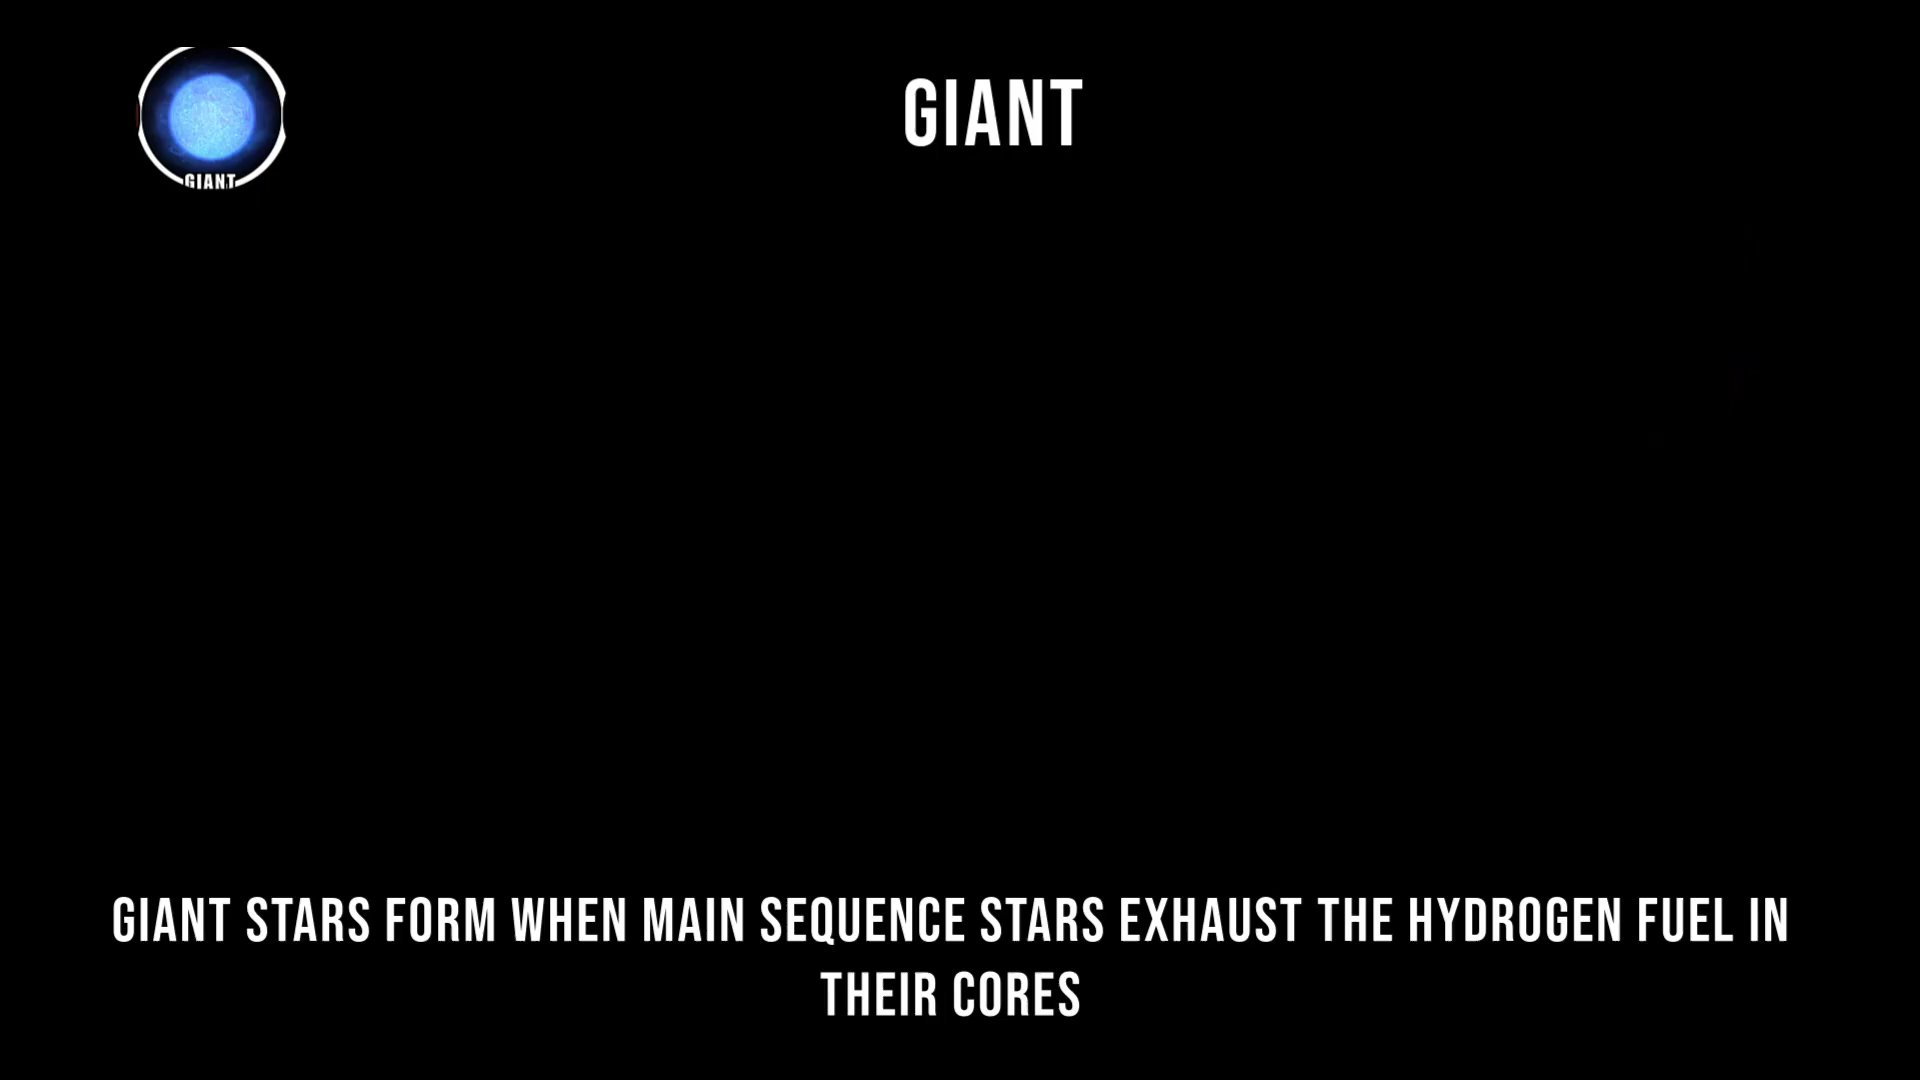 GIANT
GIANT
GIANT STARS FORM WHEN MAIN SEQUENCE STARS EXHAUST THE HYDROGEN FUEL IN
THEIR CORES